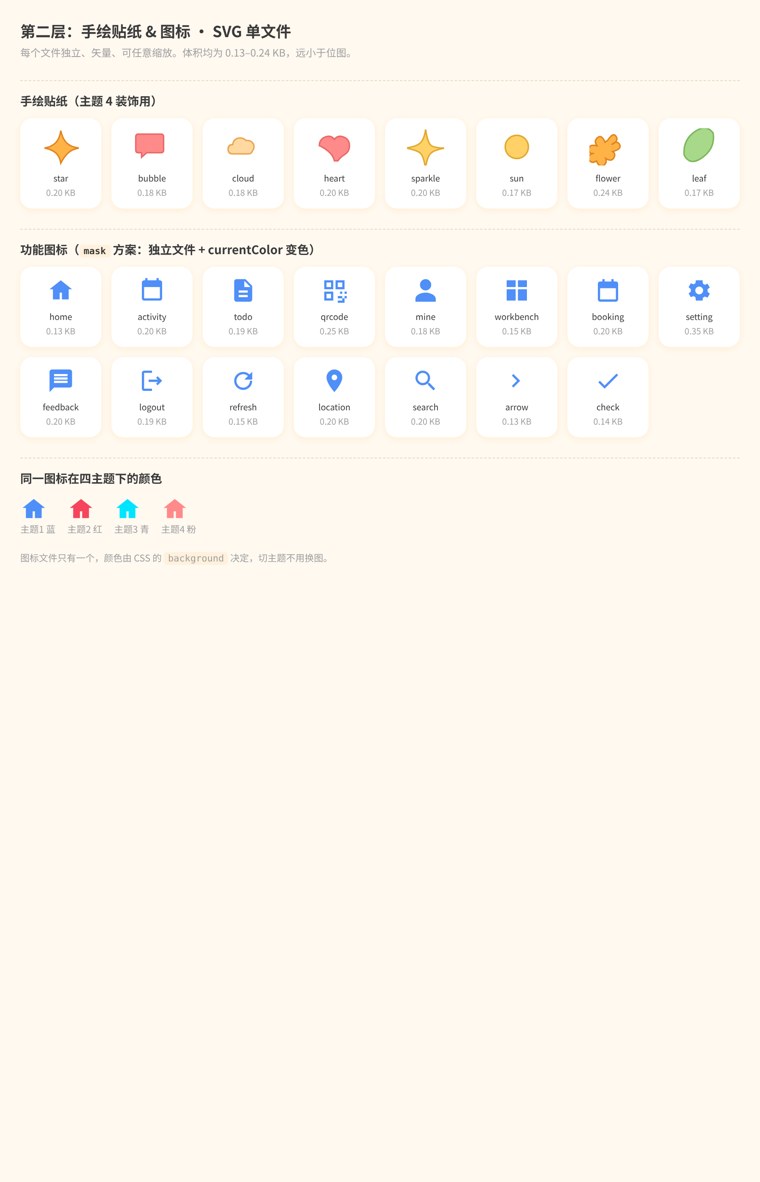 第二层：手绘贴纸 & 图标 · SVG 单文件
每个文件独立、矢量、可任意缩放。体积均为 0.13–0.24 KB，远小于位图。
手绘贴纸（主题 4 装饰用）
star bubble cloud heart sparkle sun flower leaf
0.20 KB 0.18 KB 0.18 KB 0.20 KB 0.20 KB 0.17 KB 0.24 KB 0.17 KB
功能图标（ mask 方案：独立文件 + currentColor 变色）
home activity todo qrcode mine workbench booking setting
0.13 KB 0.20 KB 0.19 KB 0.25 KB 0.18 KB 0.15 KB 0.20 KB 0.35 KB
feedback logout refresh location search arrow check
0.20 KB 0.19 KB 0.15 KB 0.20 KB 0.20 KB 0.13 KB 0.14 KB
同一图标在四主题下的颜色
主题1 蓝 主题2 红 主题3 青 主题4 粉
图标文件只有一个，颜色由 CSS 的 background 决定，切主题不用换图。